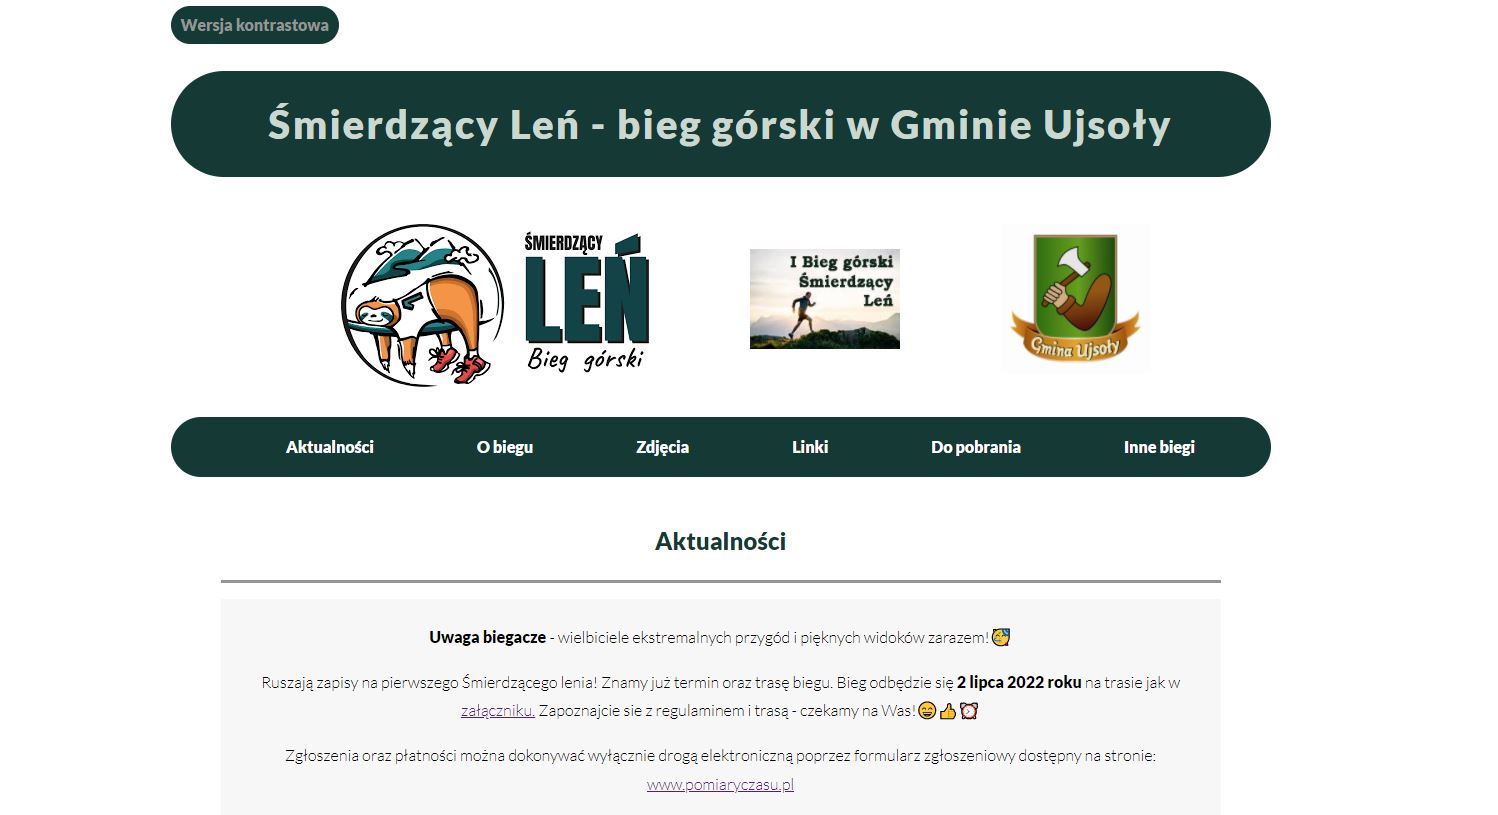 Wersja kontrastowa
Śmierdzący Leń - bieg górski w Gminie Ujsoły
ŚMIERDZĄCY
LEŃ
Bieg górski
I Bieg górski
Śmierdzący
Leń
Gmina Ujsoły
Aktualności O biegu Zdjęcia Linki Do pobrania Inne biegi
Aktualności
Uwaga biegacze - wielbiciele ekstremalnych przygód i pięknych widoków zarazem!🥳
Ruszają zapisy na pierwszego Śmierdzącego lenia! Znamy już termin oraz trasę biegu. Bieg odbędzie się 2 lipca 2022 roku na trasie jak w
załączniku. Zapoznajcie sie z regulaminem i trasą - czekamy na Was!😄👍⏰
Zgłoszenia oraz płatności można dokonywać wyłącznie drogą elektroniczną poprzez formularz zgłoszeniowy dostępny na stronie:
www.pomiaryczasu.pl